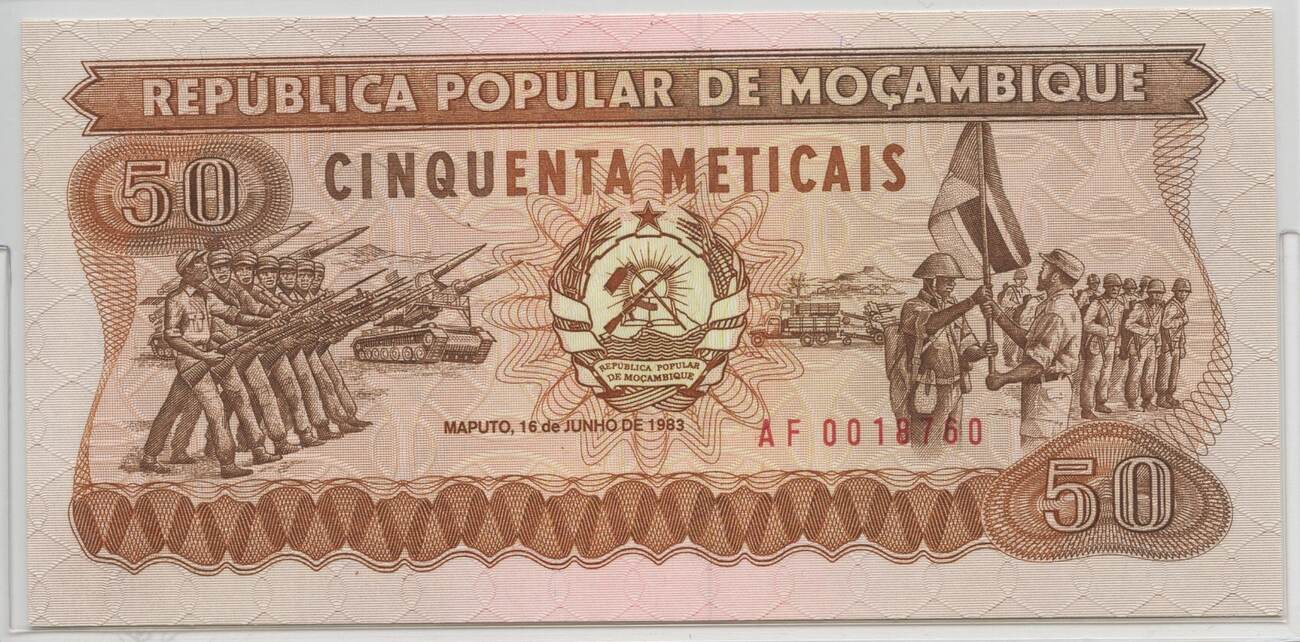 REPÚBLICA POPULAR DE MOÇAMBIQUE
50
CINQUENTA METICAIS
REPÚBLICA POPULAR
DE MOÇAMBIQUE
MAPUTO, 16 de JUNHO DE 1983
AF 0018760
50